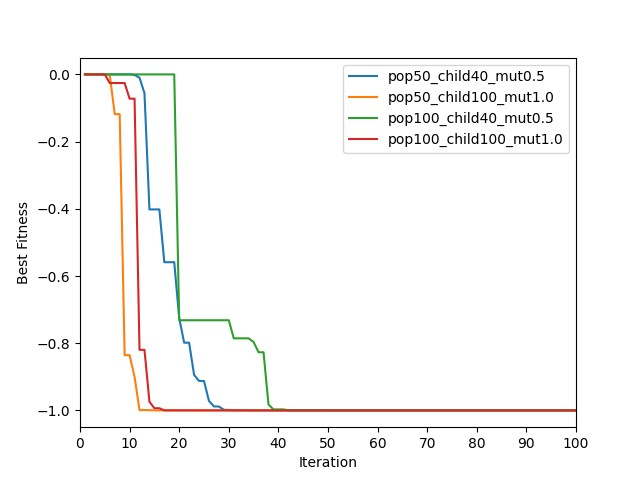 pop50_child40_mut0.5
pop50_child100_mut1.0
pop100_child40_mut0.5
pop100_child100_mut1.0
Best Fitness
0.0
−0.2
−0.4
−0.6
−0.8
−1.0
0 10 20 30 40 50 60 70 80 90 100
Iteration